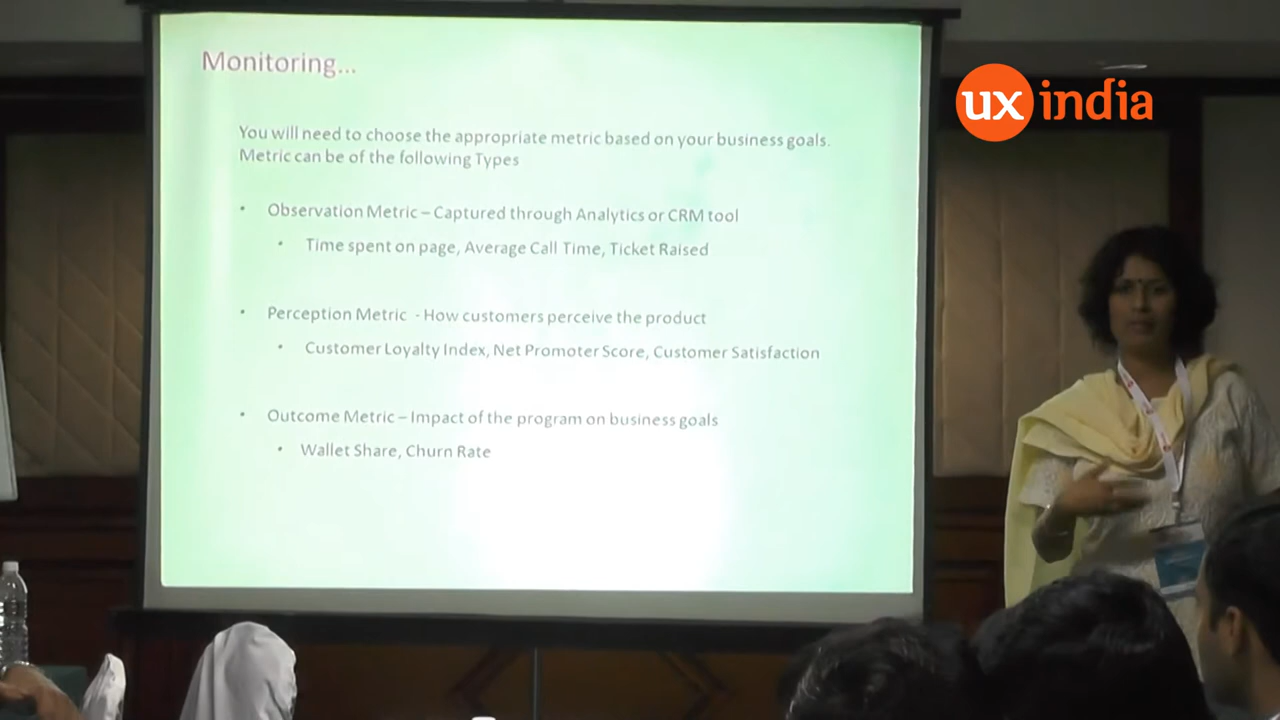 Monitoring...
ux india
You will need to choose the appropriate metric based on your business goals.
Metric can be of the following Types
• Observation Metric – Captured through Analytics or CRM tool
• Time spent on page, Average Call Time, Ticket Raised
• Perception Metric - How customers perceive the product
• Customer Loyalty Index, Net Promoter Score, Customer Satisfaction
• Outcome Metric – Impact of the program on business goals
• Wallet Share, Churn Rate